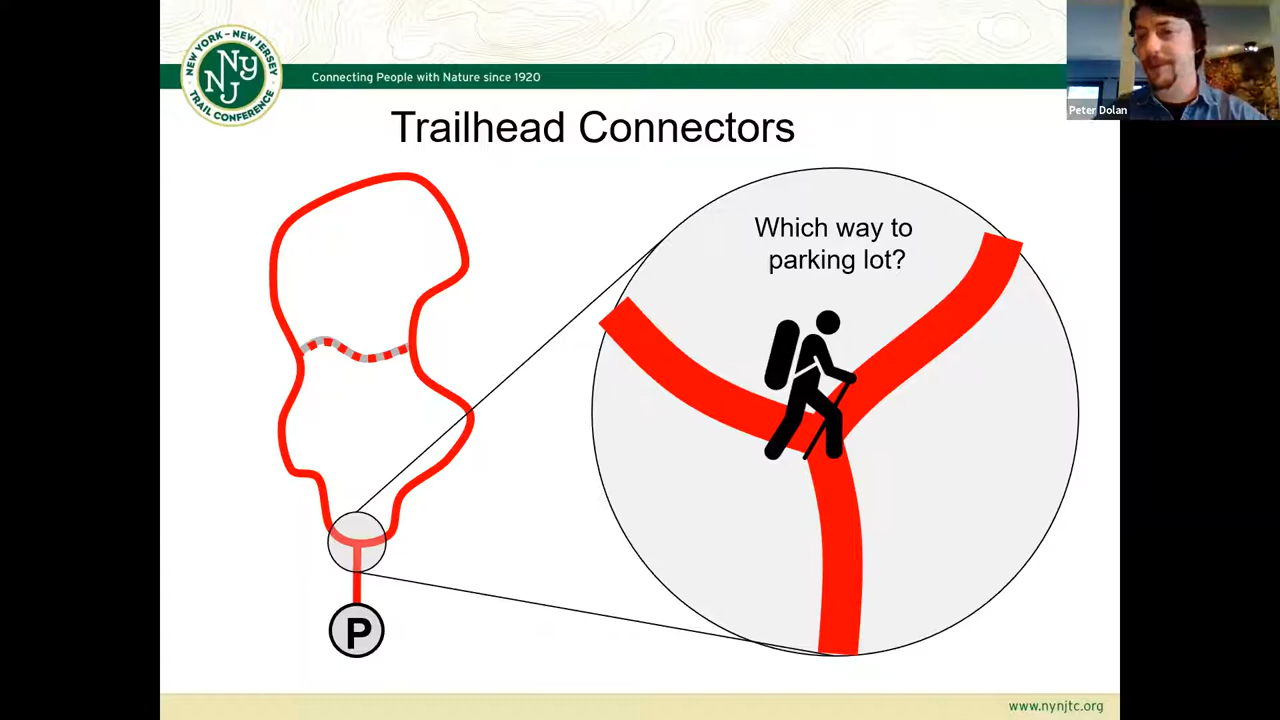 NEW YORK – NEW JERSEY
NY
NJ
TRAIL CONFERENCE
Connecting People with Nature since 1920
Peter Dolan
Trailhead Connectors
Which way to
parking lot?
P
www.nynjtc.org